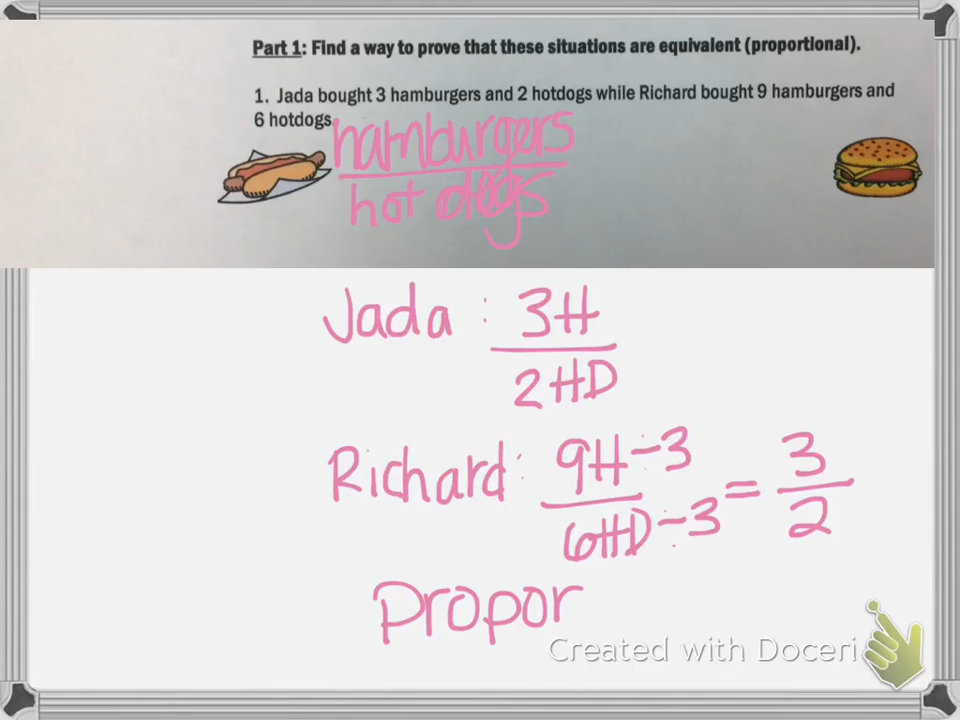 Part 1: Find a way to prove that these situations are equivalent (proportional).
1. Jada bought 3 hamburgers and 2 hotdogs while Richard bought 9 hamburgers and
6 hotdogs
hamburgers
hot dogs
Jada : 3H
2HD
Richard: 9H ÷ 3
6HD ÷ 3
= 3
2
Propor
Created with Doceri